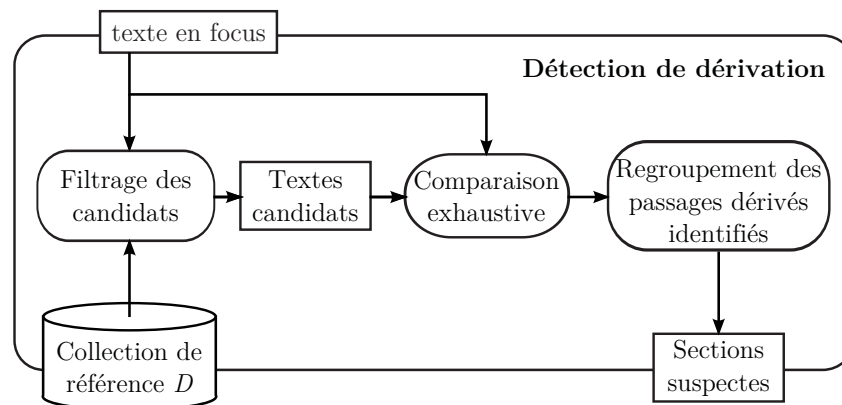 texte en focus
Détection de dérivation
Filtrage des
candidats
Textes
candidats
Comparaison
exhaustive
Regroupement des
passages dérivés
identifiés
Collection de
référence D
Sections
suspectes